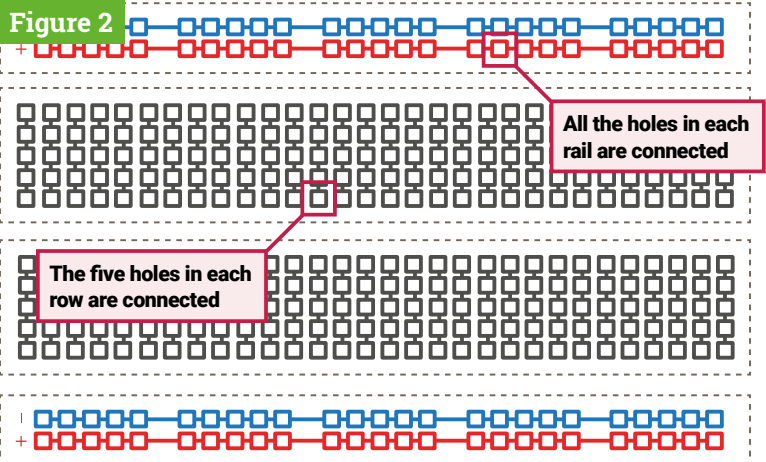 Figure 2
+
All the holes in each
rail are connected
The five holes in each
row are connected
-
+